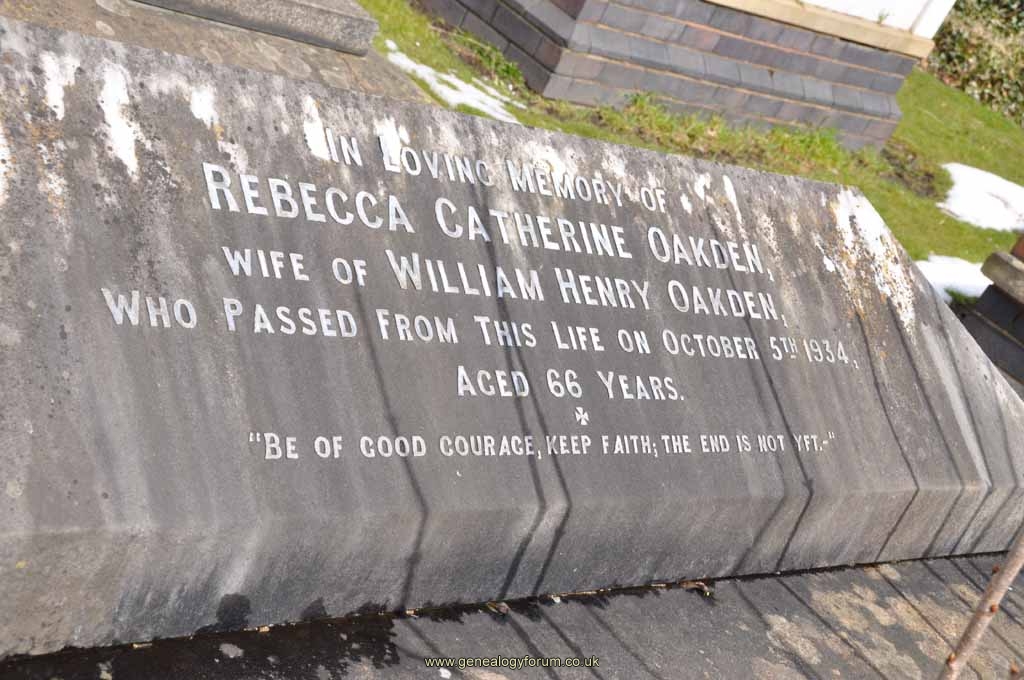 IN LOVING MEMORY OF
REBECCA CATHERINE OAKDEN,
WIFE OF WILLIAM HENRY OAKDEN,
WHO PASSED FROM THIS LIFE ON OCTOBER 5TH 1934,
AGED 66 YEARS.
"BE OF GOOD COURAGE, KEEP FAITH; THE END IS NOT YET.-"
www.genealogyforum.co.uk